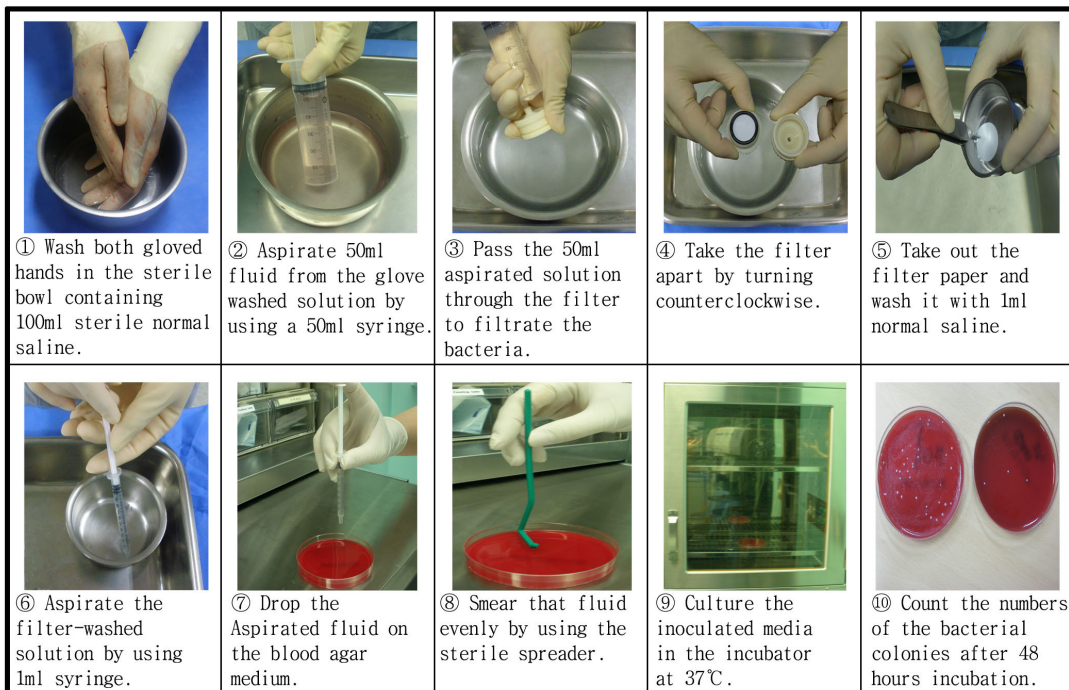 ① Wash both gloved
hands in the sterile
bowl containing
100ml sterile normal
saline.
② Aspirate 50ml
fluid from the glove
washed solution by
using a 50ml syringe.
③ Pass the 50ml
aspirated solution
through the filter
to filtrate the
bacteria.
④ Take the filter
apart by turning
counterclockwise.
⑤ Take out the
filter paper and
wash it with 1ml
normal saline.
⑥ Aspirate the
filter-washed
solution by using
1ml syringe.
⑦ Drop the
Aspirated fluid on
the blood agar
medium.
⑧ Smear that fluid
evenly by using the
sterile spreader.
⑨ Culture the
inoculated media
in the incubator
at 37℃.
⑩ Count the numbers
of the bacterial
colonies after 48
hours incubation.